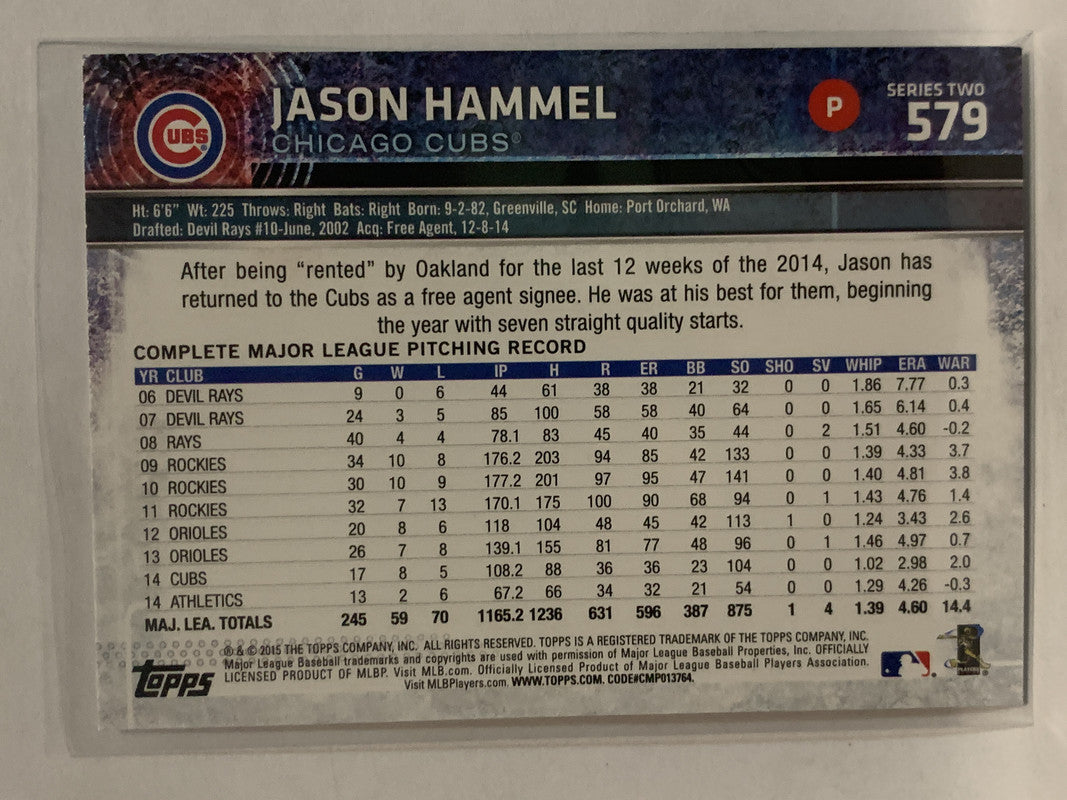 CUBS
JASON HAMMEL
CHICAGO CUBS®
P
SERIES TWO
579
Ht: 6'6" Wt: 225 Throws: Right Bats: Right Born: 9-2-82, Greenville, SC Home: Port Orchard, WA
Drafted: Devil Rays #10-June, 2002 Acq: Free Agent, 12-8-14
After being “rented” by Oakland for the last 12 weeks of the 2014, Jason has
returned to the Cubs as a free agent signee. He was at his best for them, beginning
the year with seven straight quality starts.
COMPLETE MAJOR LEAGUE PITCHING RECORD
YR CLUB G W L IP H R ER BB SO SHO SV WHIP ERA WAR
06 DEVIL RAYS 9 0 6 44 61 38 38 21 32 0 0 1.86 7.77 0.3
07 DEVIL RAYS 24 3 5 85 100 58 58 40 64 0 0 1.65 6.14 0.4
08 RAYS 40 4 4 78.1 83 45 40 35 44 0 2 1.51 4.60 -0.2
09 ROCKIES 34 10 8 176.2 203 94 85 42 133 0 0 1.39 4.33 3.7
10 ROCKIES 30 10 9 177.2 201 97 95 47 141 0 0 1.40 4.81 3.8
11 ROCKIES 32 7 13 170.1 175 100 90 68 94 0 1 1.43 4.76 1.4
12 ORIOLES 20 8 6 118 104 48 45 42 113 1 0 1.24 3.43 2.6
13 ORIOLES 26 7 8 139.1 155 81 77 48 96 0 1 1.46 4.97 0.7
14 CUBS 17 8 5 108.2 88 36 36 23 104 0 0 1.02 2.98 2.0
14 ATHLETICS 13 2 6 67.2 66 34 32 21 54 0 0 1.29 4.26 -0.3
MAJ. LEA. TOTALS 245 59 70 1165.2 1236 631 596 387 875 1 4 1.39 4.60 14.4
® & © 2015 THE TOPPS COMPANY, INC. ALL RIGHTS RESERVED. TOPPS IS A REGISTERED TRADEMARK OF THE TOPPS COMPANY, INC.
Major League Baseball trademarks and copyrights are used with permission of Major League Baseball Properties, Inc. OFFICIALLY
LICENSED PRODUCT OF MLBP. Visit MLB.com. Officially Licensed Product of Major League Baseball Players Association.
Visit MLBPlayers.com. WWW.TOPPS.COM. CODE#CMP013764.
Topps